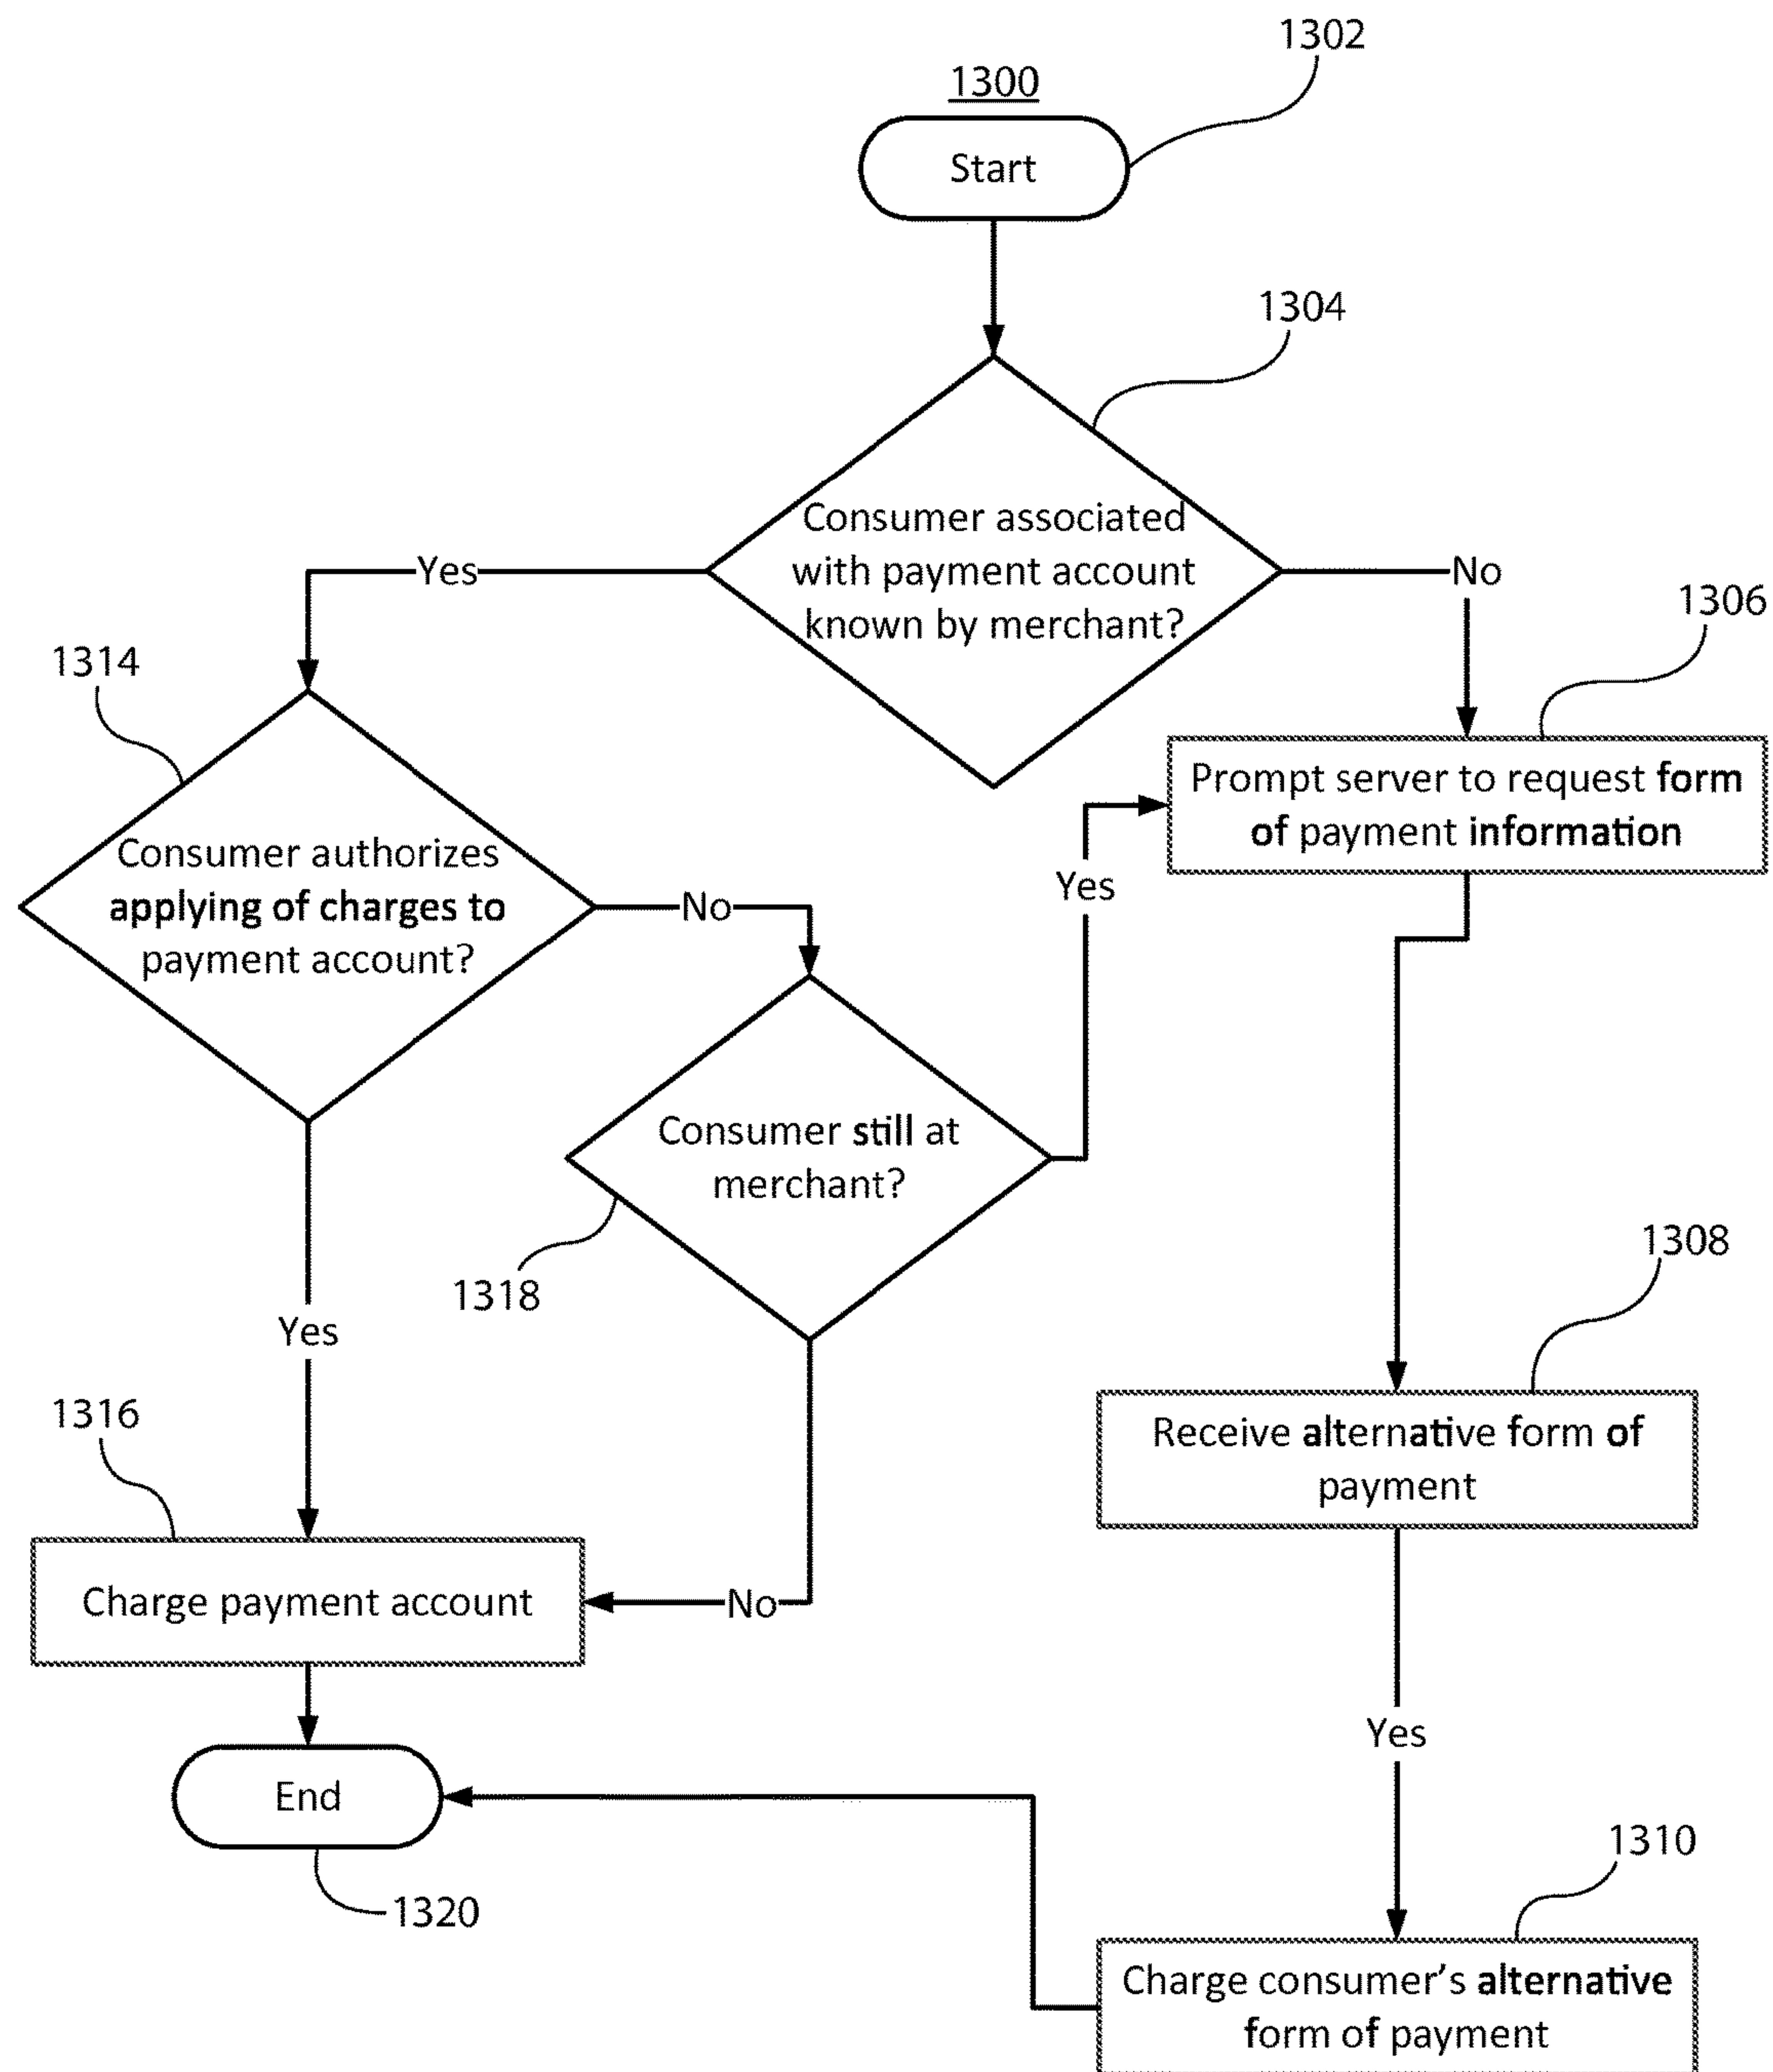 1302
1300
Start
1304
Consumer associated
with payment account
known by merchant?
Yes
No
1306
1314
Prompt server to request form
of payment information
Consumer authorizes
applying of charges to
payment account?
No
Yes
Consumer still at
merchant?
1318
1308
Yes
1316
Receive alternative form of
payment
Charge payment account
No
Yes
End
1310
1320
Charge consumer’s alternative
form of payment